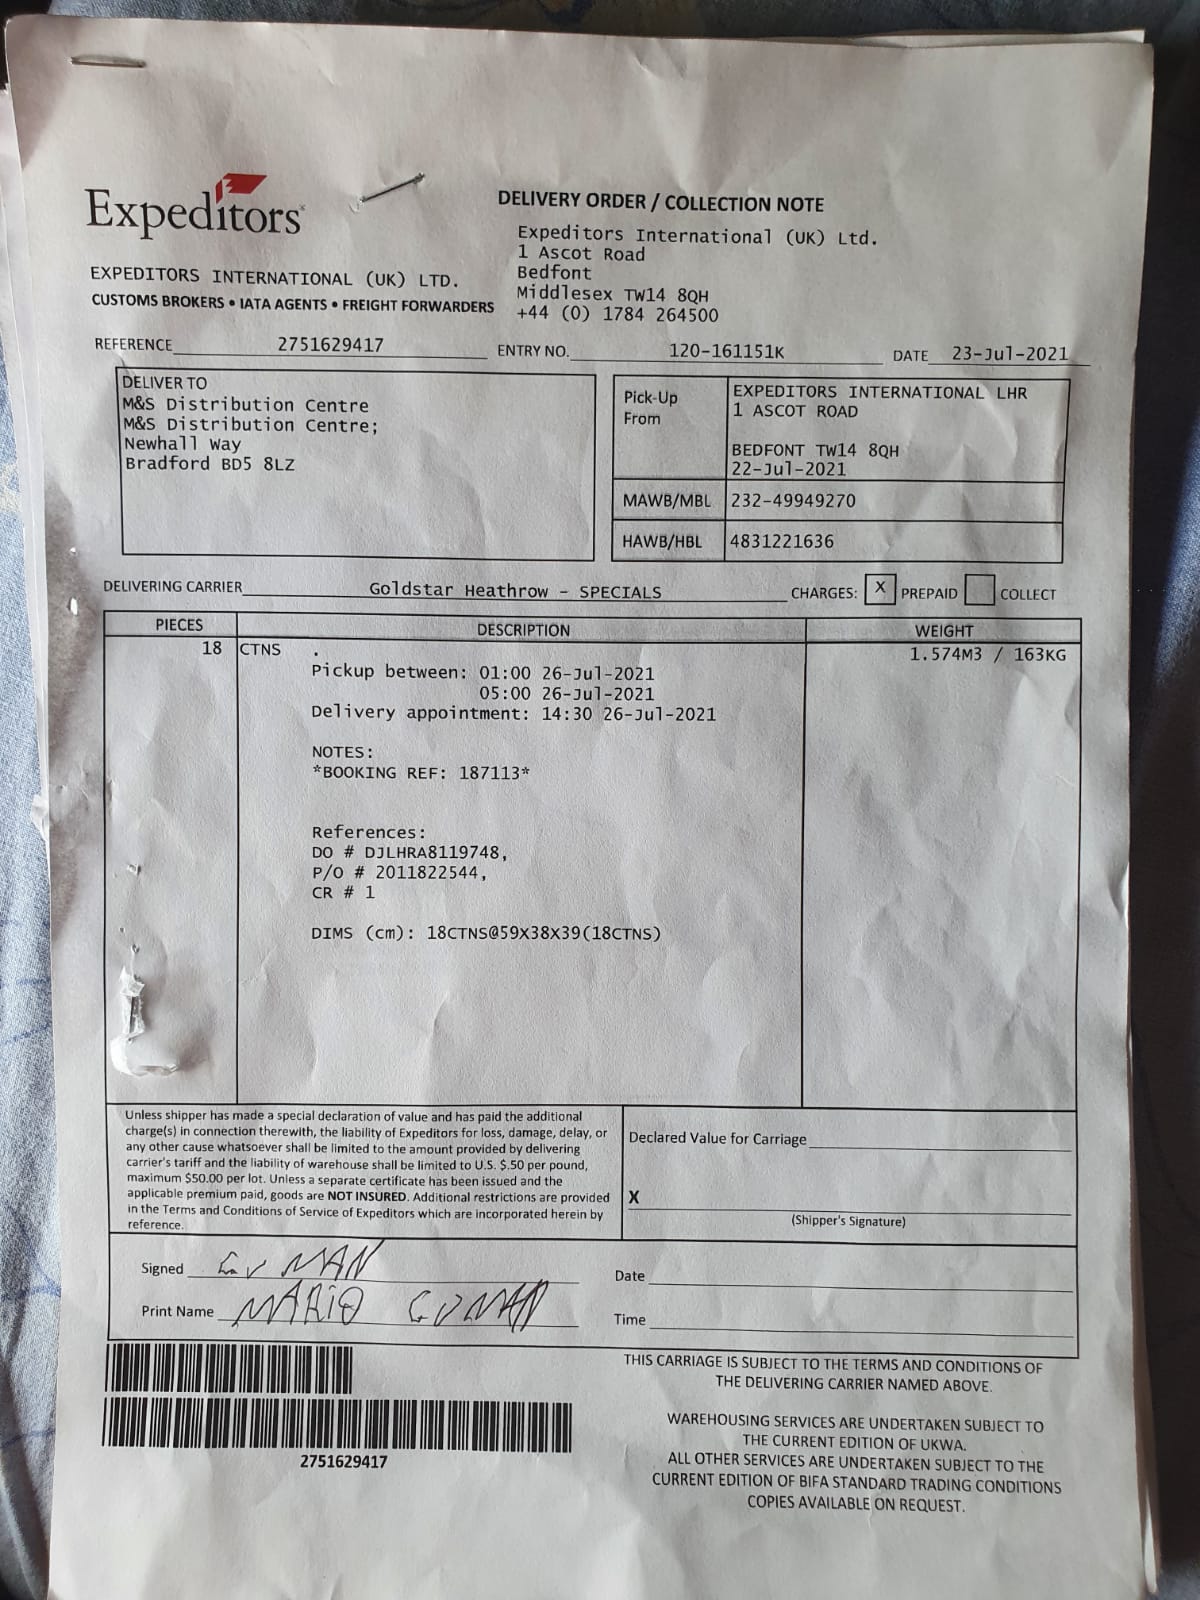 Expeditors
EXPEDITORS INTERNATIONAL (UK) LTD.
CUSTOMS BROKERS • IATA AGENTS • FREIGHT FORWARDERS
DELIVERY ORDER / COLLECTION NOTE
Expeditors International (UK) Ltd.
1 Ascot Road
Bedfont
Middlesex TW14 8QH
+44 (0) 1784 264500
REFERENCE 2751629417 ENTRY NO. 120-161151K DATE 23-Jul-2021
DELIVER TO
M&S Distribution Centre
M&S Distribution Centre;
Newhall Way
Bradford BD5 8LZ
Pick-Up From
EXPEDITORS INTERNATIONAL LHR
1 ASCOT ROAD
BEDFONT TW14 8QH
22-Jul-2021
MAWB/MBL 232-49949270
HAWB/HBL 4831221636
DELIVERING CARRIER Goldstar Heathrow - SPECIALS CHARGES: X PREPAID COLLECT
PIECES DESCRIPTION WEIGHT
18 CTNS . 1.574M3 / 163KG
Pickup between: 01:00 26-Jul-2021
05:00 26-Jul-2021
Delivery appointment: 14:30 26-Jul-2021
NOTES:
*BOOKING REF: 187113*
References:
DO # DJLHRA8119748,
P/O # 2011822544,
CR # 1
DIMS (cm): 18CTNS@59X38X39(18CTNS)
Unless shipper has made a special declaration of value and has paid the additional
charge(s) in connection therewith, the liability of Expeditors for loss, damage, delay, or
any other cause whatsoever shall be limited to the amount provided by delivering
carrier's tariff and the liability of warehouse shall be limited to U.S. $.50 per pound,
maximum $50.00 per lot. Unless a separate certificate has been issued and the
applicable premium paid, goods are NOT INSURED. Additional restrictions are provided
in the Terms and Conditions of Service of Expeditors which are incorporated herein by
reference.
Declared Value for Carriage
X
(Shipper's Signature)
Signed
Print Name MARIO
Date
Time
2751629417
THIS CARRIAGE IS SUBJECT TO THE TERMS AND CONDITIONS OF
THE DELIVERING CARRIER NAMED ABOVE.
WAREHOUSING SERVICES ARE UNDERTAKEN SUBJECT TO
THE CURRENT EDITION OF UKWA.
ALL OTHER SERVICES ARE UNDERTAKEN SUBJECT TO THE
CURRENT EDITION OF BIFA STANDARD TRADING CONDITIONS
COPIES AVAILABLE ON REQUEST.